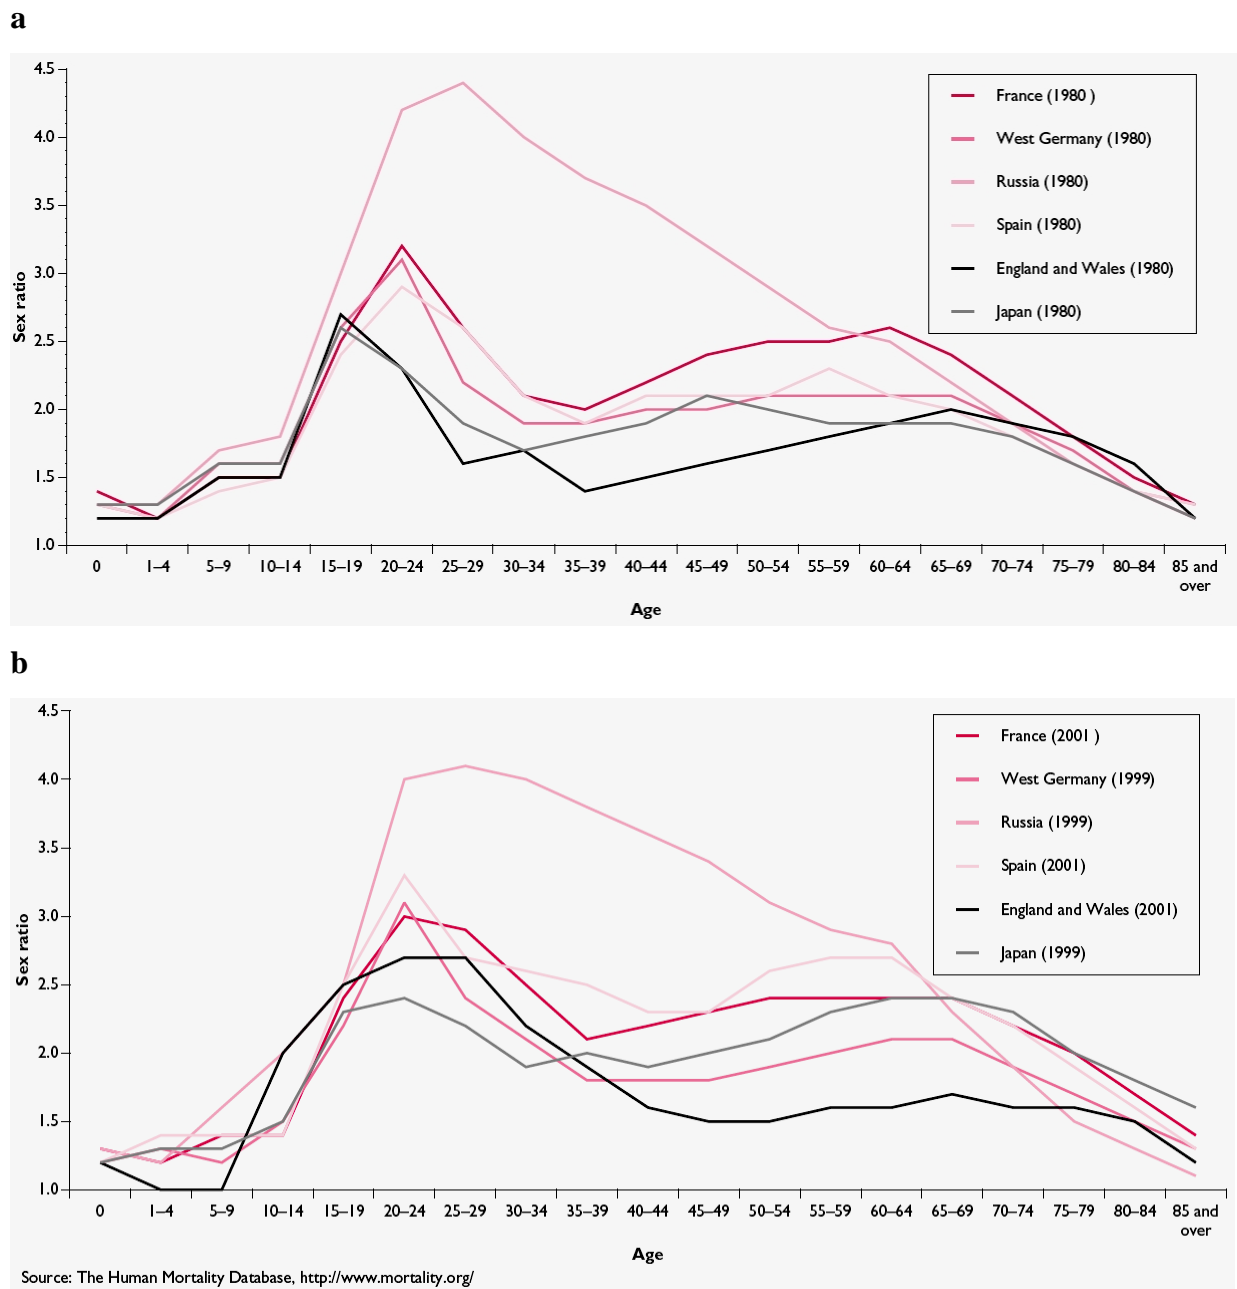 a
4.5
4.0
3.5
3.0
2.5
2.0
1.5
1.0
Sex ratio
France (1980 )
West Germany (1980)
Russia (1980)
Spain (1980)
England and Wales (1980)
Japan (1980)
0 1–4 5–9 10–14 15–19 20–24 25–29 30–34 35–39 40–44 45–49 50–54 55–59 60–64 65–69 70–74 75–79 80–84 85 and
over
Age
b
4.5
4.0
3.5
3.0
2.5
2.0
1.5
1.0
Sex ratio
France (2001 )
West Germany (1999)
Russia (1999)
Spain (2001)
England and Wales (2001)
Japan (1999)
0 1–4 5–9 10–14 15–19 20–24 25–29 30–34 35–39 40–44 45–49 50–54 55–59 60–64 65–69 70–74 75–79 80–84 85 and
over
Age
Source: The Human Mortality Database, http://www.mortality.org/